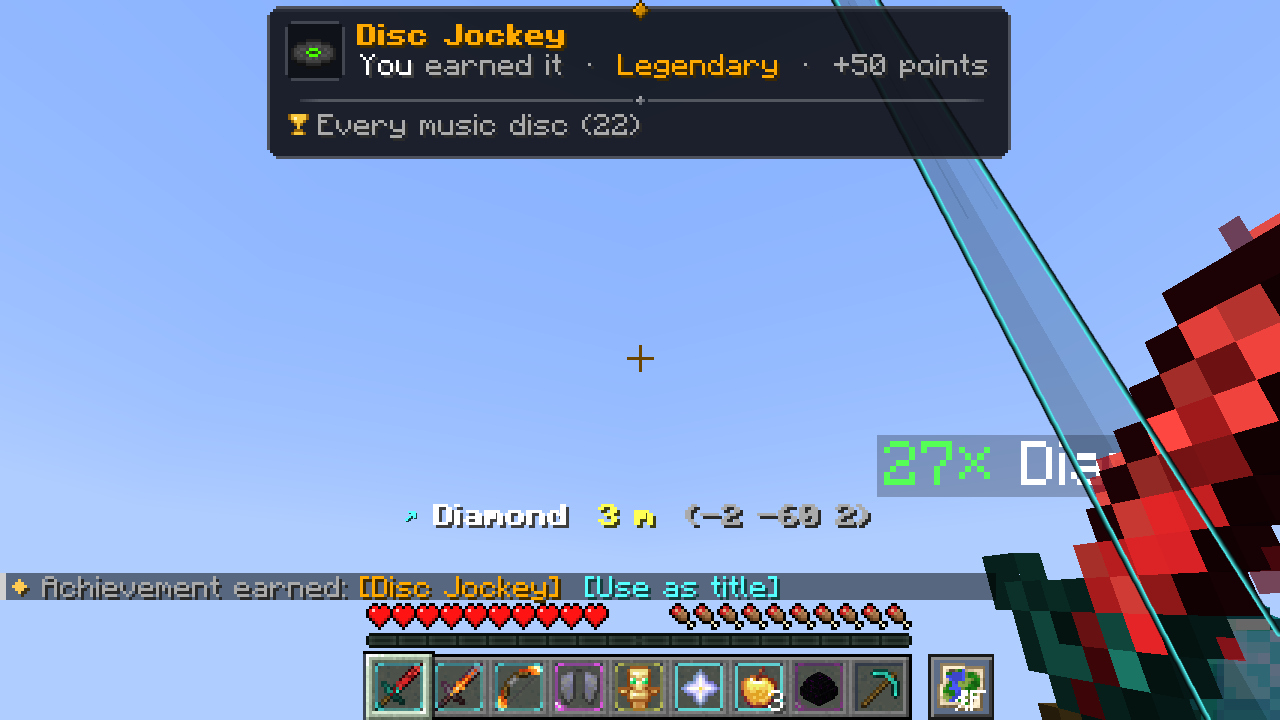 Disc Jockey
You earned it · Legendary · +50 points
Every music disc (22)
27x
Diamond 3 m (-2 -60 2)
Achievement earned: [Disc Jockey] [Use as title]
3